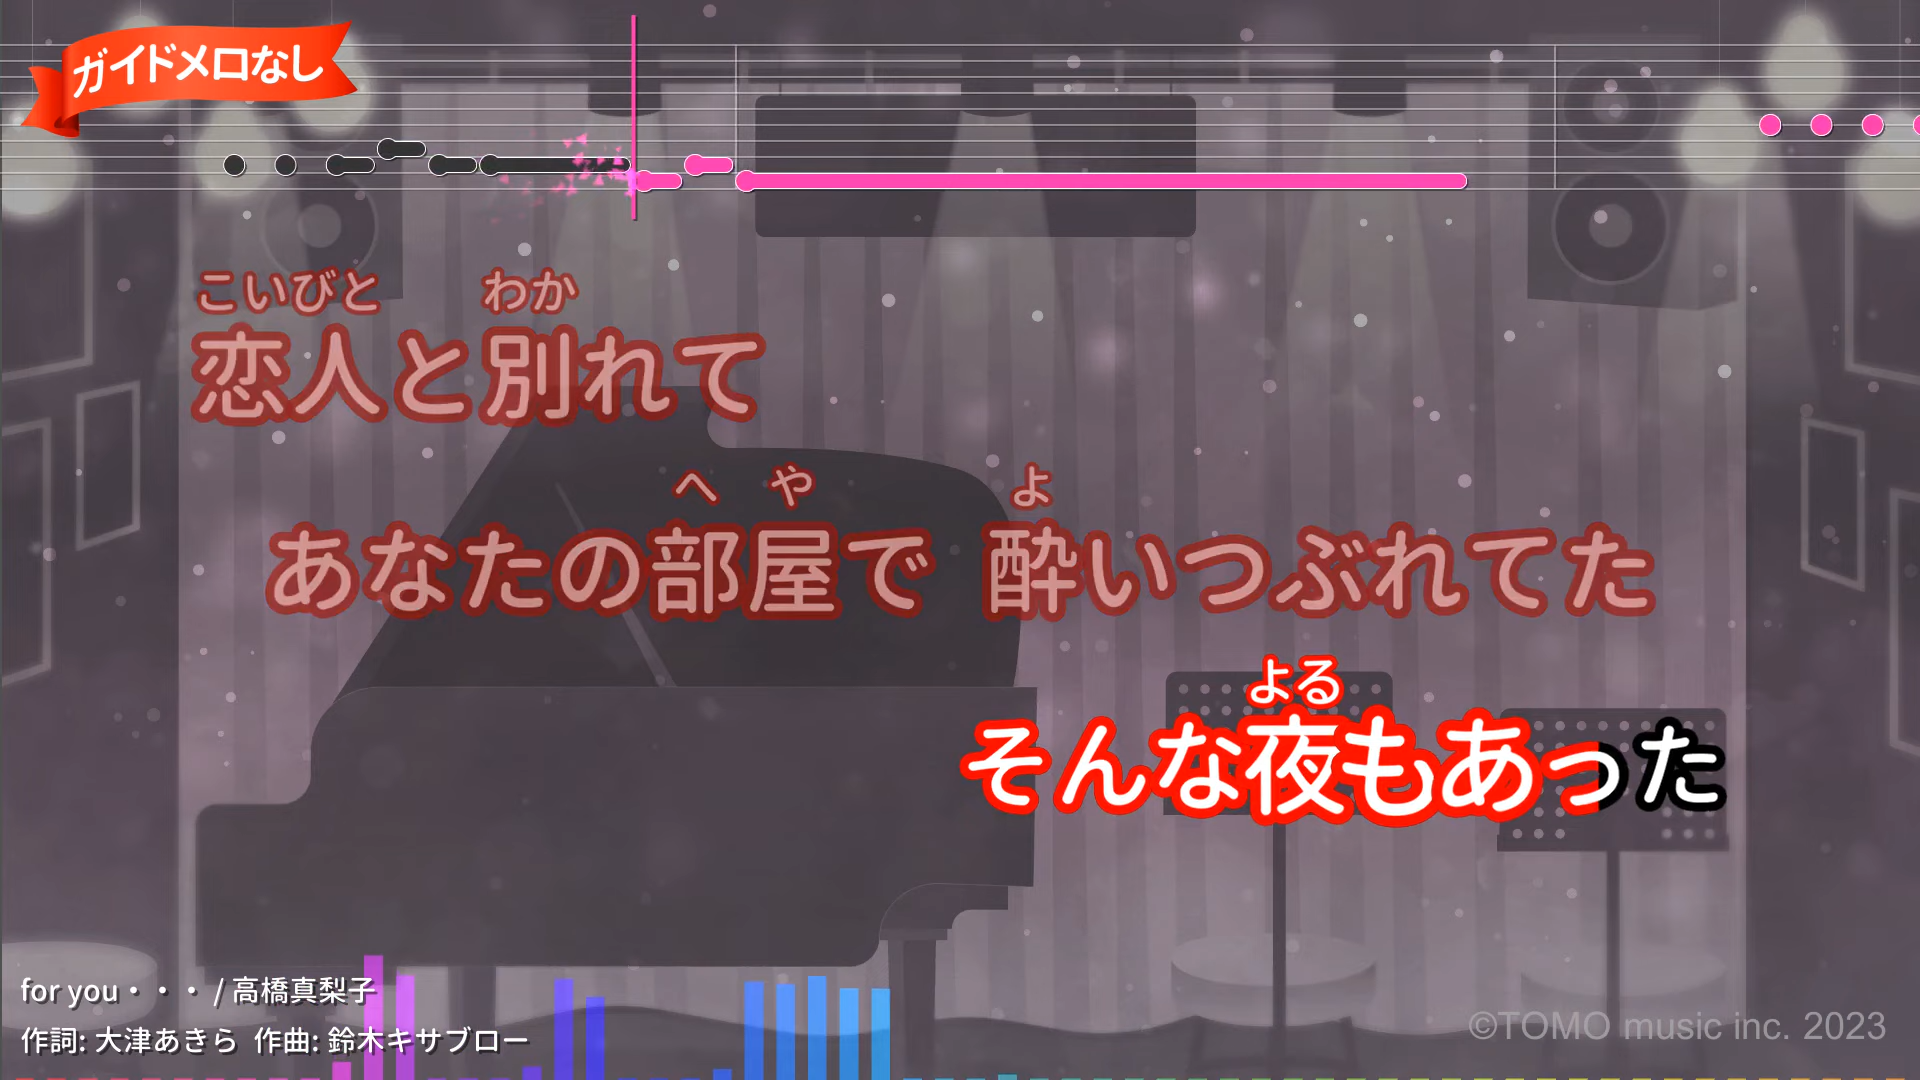 ガイドメロなし
こいびと わか
恋人と別れて
へや よ
あなたの部屋で 酔いつぶれてた
よる
そんな夜もあった
for you・・・ / 高橋真梨子
作詞: 大津あきら 作曲: 鈴木キサブロー
©TOMO music inc. 2023